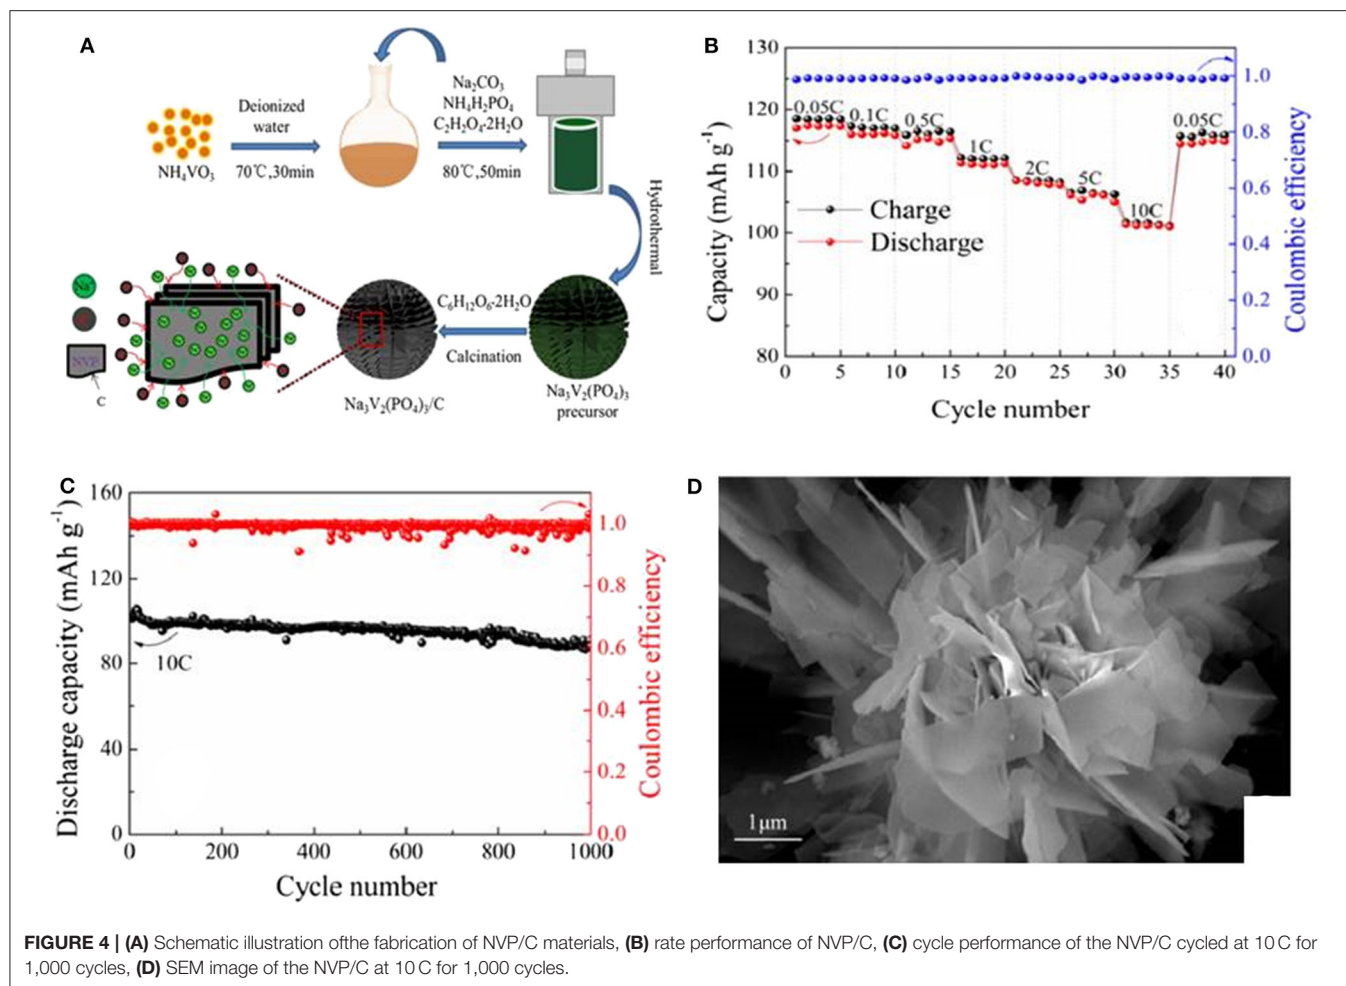 A
NH₄VO₃
Deionized
water
70℃,30min
Na₂CO₃
NH₄H₂PO₄
C₂H₂O₄·2H₂O
80℃,50min
Hydrothermal
C₆H₁₂O₆·2H₂O
Calcination
Na₃V₂(PO₄)₃
precursor
Na₃V₂(PO₄)₃/C
Na⁺
NVP
C
B
130
120
110
100
90
80
Capacity (mAh g⁻¹)
0.05C
0.1C
0.5C
1C
2C
5C
10C
0.05C
Charge
Discharge
1.0
0.8
0.6
0.4
0.2
0.0
Coulombic efficiency
0 5 10 15 20 25 30 35 40
Cycle number
C
160
120
80
40
0
Discharge capacity (mAh g⁻¹)
10C
1.0
0.8
0.6
0.4
0.2
0.0
Coulombic efficiency
0 200 400 600 800 1000
Cycle number
D
1μm
FIGURE 4 | (A) Schematic illustration ofthe fabrication of NVP/C materials, (B) rate performance of NVP/C, (C) cycle performance of the NVP/C cycled at 10 C for
1,000 cycles, (D) SEM image of the NVP/C at 10 C for 1,000 cycles.